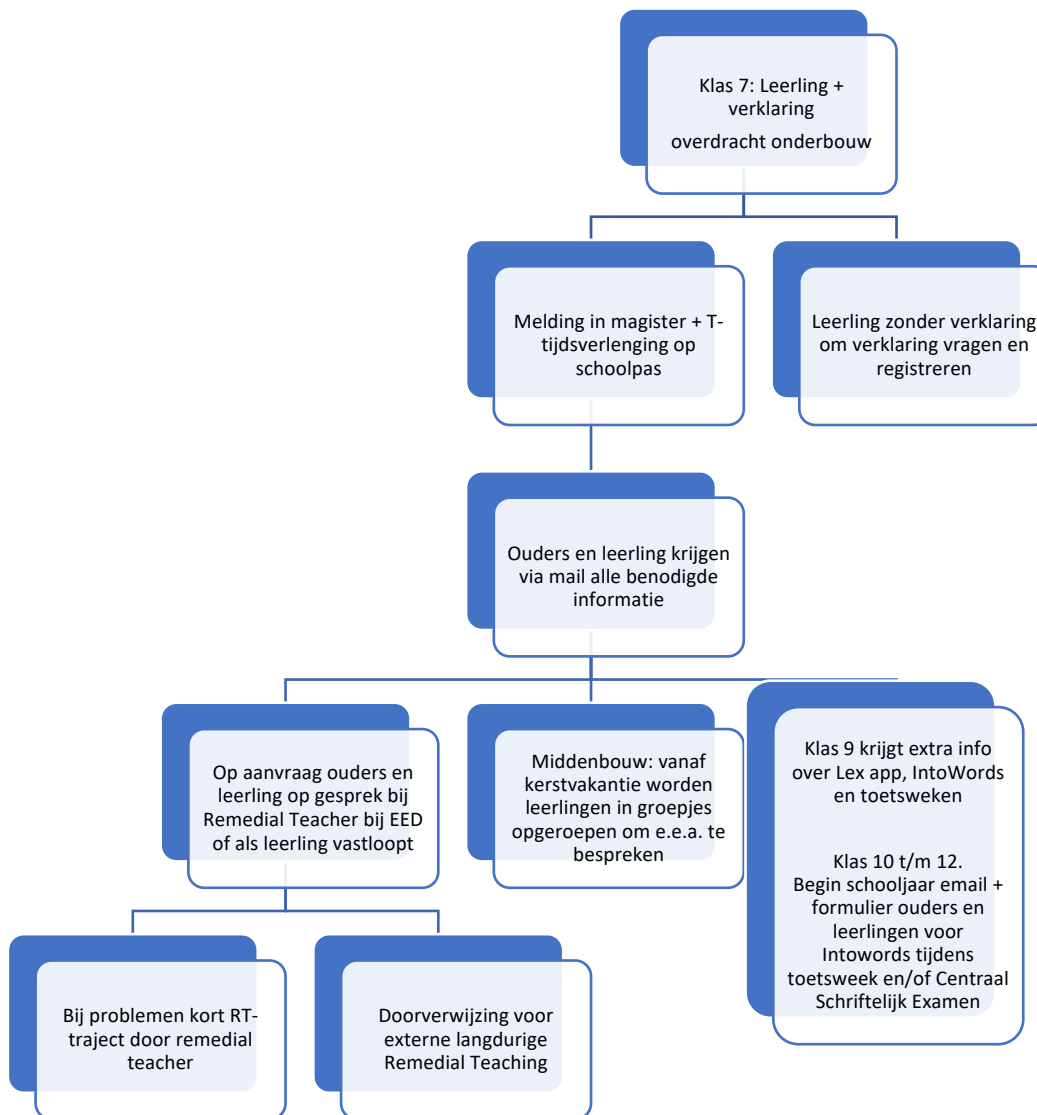 Klas 7: Leerling +
verklaring
overdracht onderbouw
Melding in magister + T-
tijdsverlenging op
schoolpas
Leerling zonder verklaring
om verklaring vragen en
registreren
Ouders en leerling krijgen
via mail alle benodigde
informatie
Op aanvraag ouders en
leerling op gesprek bij
Remedial Teacher bij EED
of als leerling vastloopt
Middenbouw: vanaf
kerstvakantie worden
leerlingen in groepjes
opgeroepen om e.e.a. te
bespreken
Klas 9 krijgt extra info
over Lex app, IntoWords
en toetsweken
Klas 10 t/m 12.
Begin schooljaar email +
formulier ouders en
leerlingen voor
Intowords tijdens
toetsweek en/of Centraal
Schriftelijk Examen
Bij problemen kort RT-
traject door remedial
teacher
Doorverwijzing voor
externe langdurige
Remedial Teaching